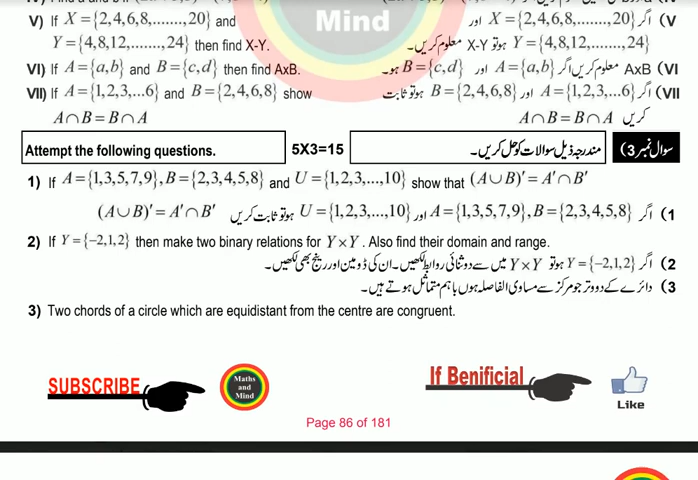 Mind
V) If X={2,4,6,8,.......,20} and
Y={4,8,12,.......,24} then find X-Y.
V) اگر X={2,4,6,8,.......,20} اور
Y={4,8,12,.......,24} ہوتو X-Y معلوم کریں۔
VI) If A={a,b} and B={c,d} then find AxB.
VI) AxB معلوم کریں اگر A={a,b} اور B={c,d} ہو۔
VII) If A={1,2,3,...6} and B={2,4,6,8} show
A∩B=B∩A
VII) اگر A={1,2,3,...6} اور B={2,4,6,8} ہوتو ثابت
کریں A∩B=B∩A
Attempt the following questions. 5X3=15 مندرجہ ذیل سوالات کو حل کریں۔ سوال نمبر 3)
1) If A={1,3,5,7,9},B={2,3,4,5,8} and U={1,2,3,...,10} show that (A∪B)′=A′∩B′
1) اگر A={1,3,5,7,9},B={2,3,4,5,8} اور U={1,2,3,...,10} ہوتو ثابت کریں (A∪B)′=A′∩B′
2) If Y={−2,1,2} then make two binary relations for Y×Y. Also find their domain and range.
2) اگر Y={−2,1,2} ہوتو Y×Y میں سے دو ثنائی روابط لکھیں۔ ان کی ڈومین اور رینج بھی لکھیں۔
3) دائرے کے دو وتر جو مرکز سے مساوی الفاصلہ ہوں باہم متماثل ہوتے ہیں۔
3) Two chords of a circle which are equidistant from the centre are congruent.
SUBSCRIBE
Maths
and
Mind
If Benificial
Like
Page 86 of 181